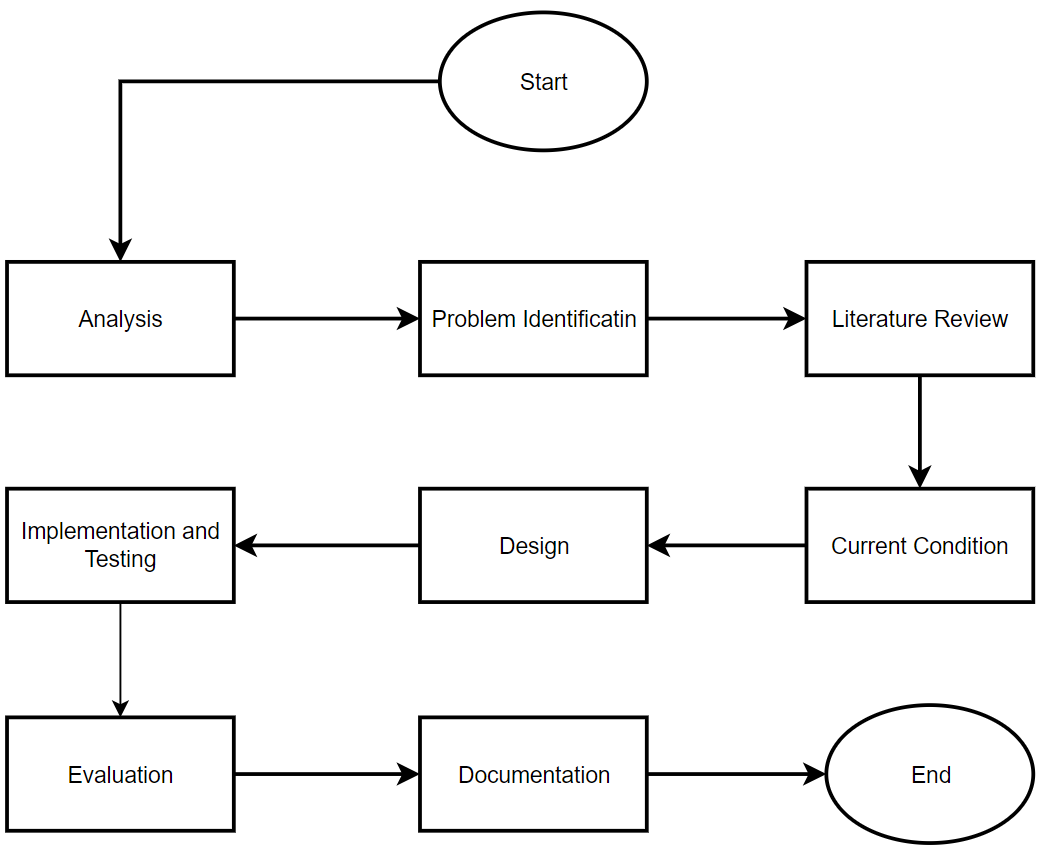 Start
Analysis
Problem Identificatin
Literature Review
Current Condition
Design
Implementation and
Testing
Evaluation
Documentation
End